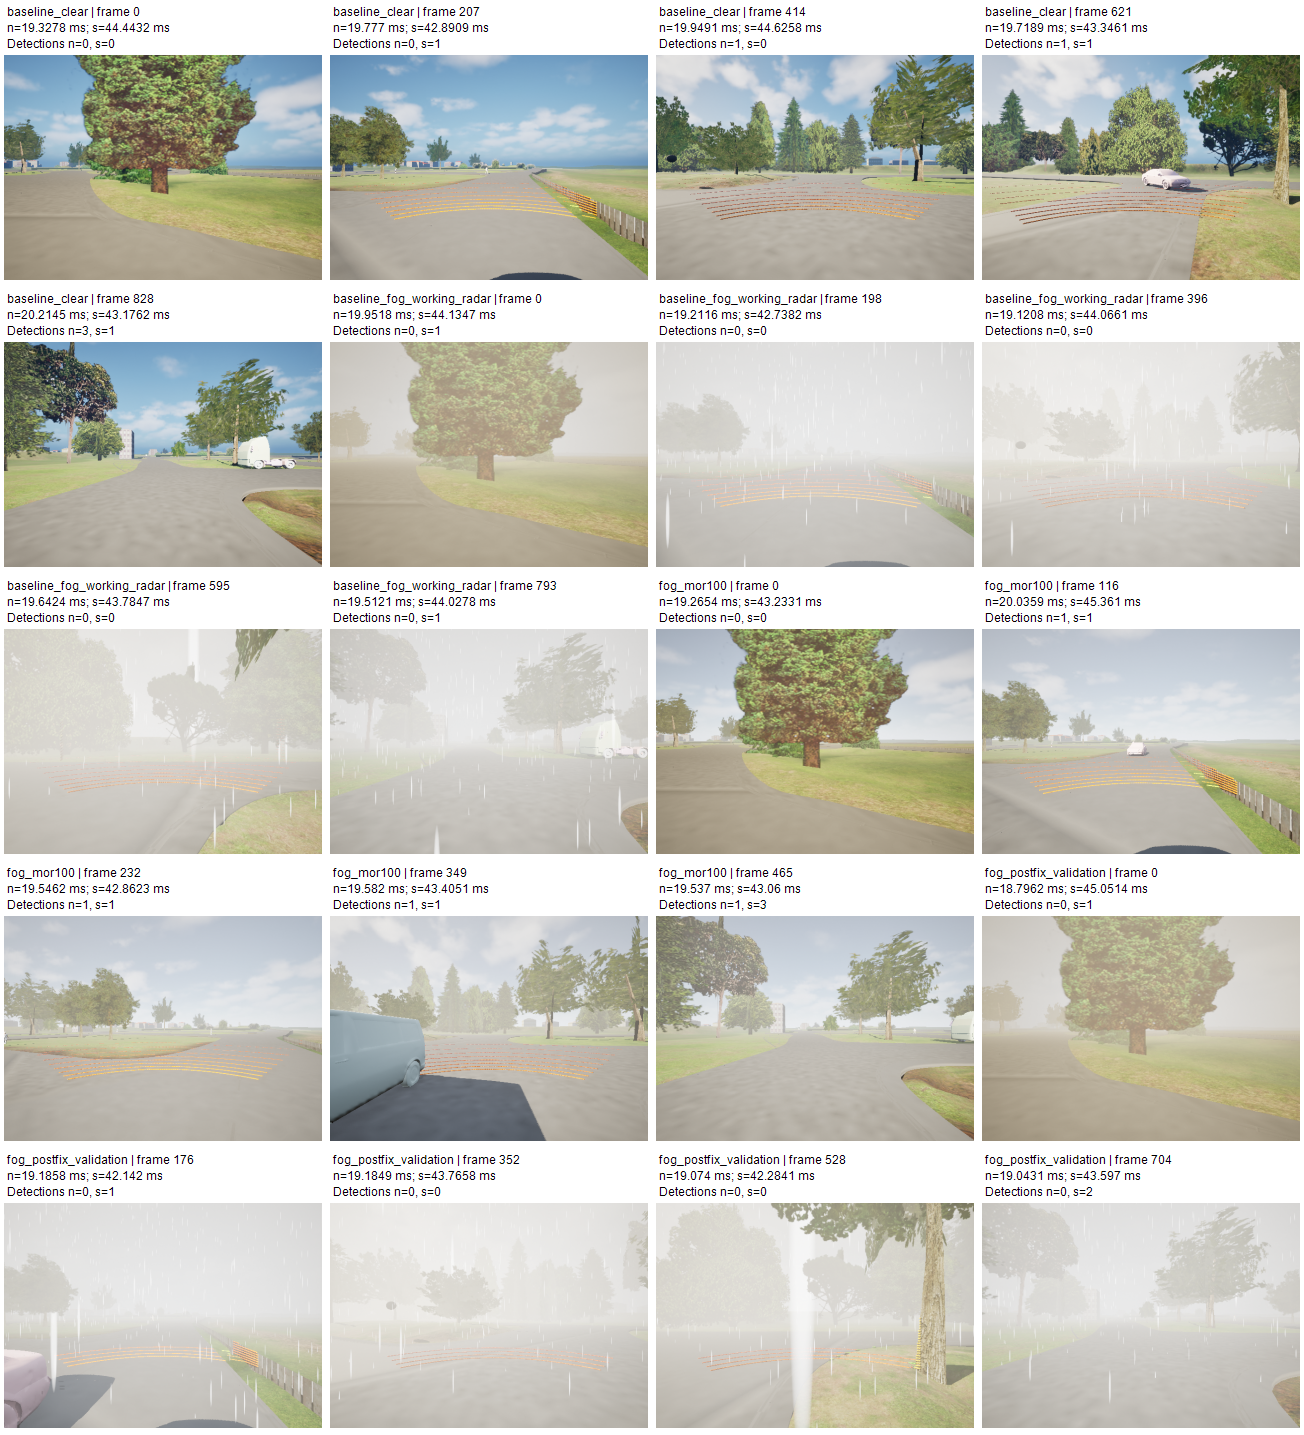 baseline_clear | frame 0
n=19.3278 ms; s=44.4432 ms
Detections n=0, s=0
baseline_clear | frame 207
n=19.777 ms; s=42.8909 ms
Detections n=0, s=1
baseline_clear | frame 414
n=19.9491 ms; s=44.6258 ms
Detections n=1, s=0
baseline_clear | frame 621
n=19.7189 ms; s=43.3461 ms
Detections n=1, s=1
baseline_clear | frame 828
n=20.2145 ms; s=43.1762 ms
Detections n=3, s=1
baseline_fog_working_radar | frame 0
n=19.9518 ms; s=44.1347 ms
Detections n=0, s=1
baseline_fog_working_radar | frame 198
n=19.2116 ms; s=42.7382 ms
Detections n=0, s=0
baseline_fog_working_radar | frame 396
n=19.1208 ms; s=44.0661 ms
Detections n=0, s=0
baseline_fog_working_radar | frame 595
n=19.6424 ms; s=43.7847 ms
Detections n=0, s=0
baseline_fog_working_radar | frame 793
n=19.5121 ms; s=44.0278 ms
Detections n=0, s=1
fog_mor100 | frame 0
n=19.2654 ms; s=43.2331 ms
Detections n=0, s=0
fog_mor100 | frame 116
n=20.0359 ms; s=45.361 ms
Detections n=1, s=1
fog_mor100 | frame 232
n=19.5462 ms; s=42.8623 ms
Detections n=1, s=1
fog_mor100 | frame 349
n=19.582 ms; s=43.4051 ms
Detections n=1, s=1
fog_mor100 | frame 465
n=19.537 ms; s=43.06 ms
Detections n=1, s=3
fog_postfix_validation | frame 0
n=18.7962 ms; s=45.0514 ms
Detections n=0, s=1
fog_postfix_validation | frame 176
n=19.1858 ms; s=42.142 ms
Detections n=0, s=1
fog_postfix_validation | frame 352
n=19.1849 ms; s=43.7658 ms
Detections n=0, s=0
fog_postfix_validation | frame 528
n=19.074 ms; s=42.2841 ms
Detections n=0, s=0
fog_postfix_validation | frame 704
n=19.0431 ms; s=43.597 ms
Detections n=0, s=2